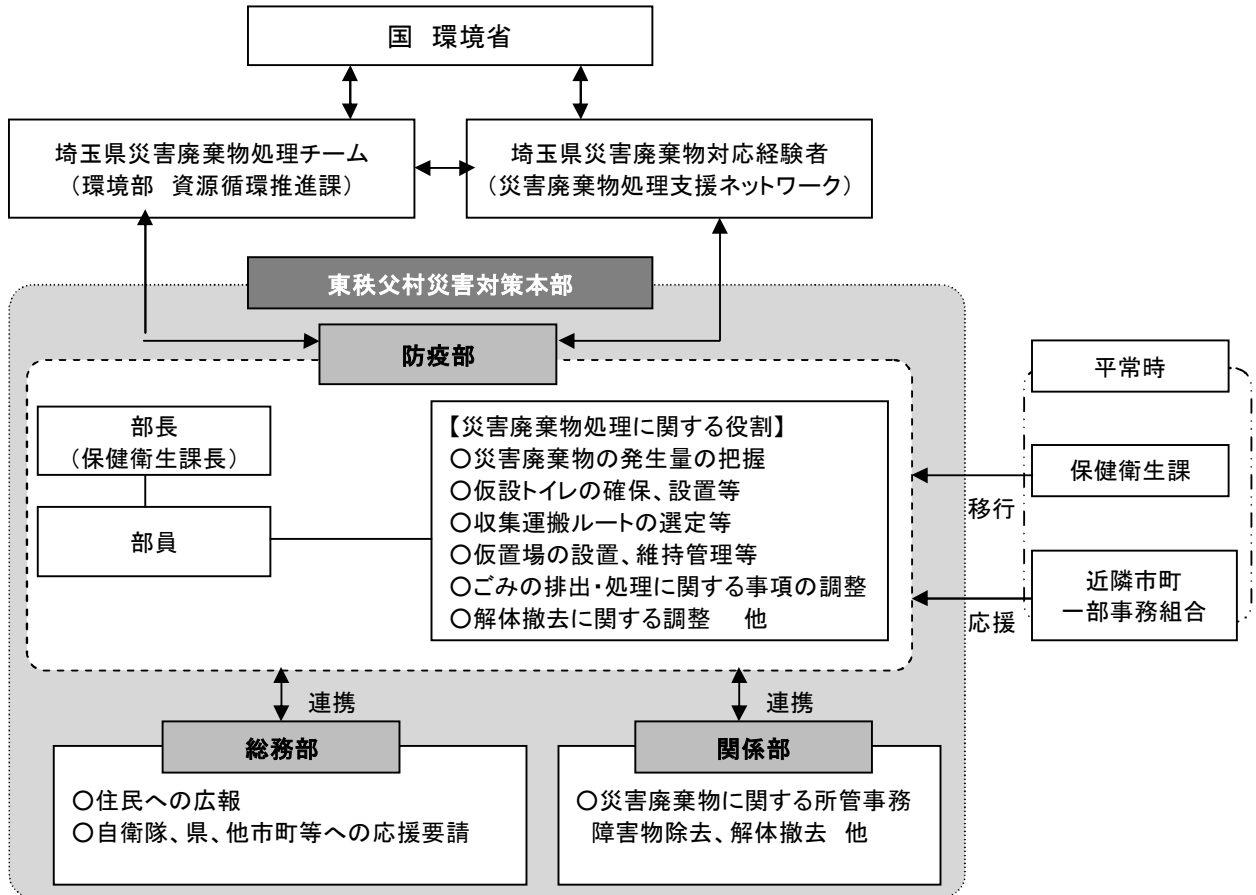 国 環境省
埼玉県災害廃棄物処理チーム
(環境部 資源循環推進課)
埼玉県災害廃棄物対応経験者
(災害廃棄物処理支援ネットワーク)
東秩父村災害対策本部
防疫部
部長
(保健衛生課長)
部員
【災害廃棄物処理に関する役割】
○災害廃棄物の発生量の把握
○仮設トイレの確保、設置等
○収集運搬ルートの選定等
○仮置場の設置、維持管理等
○ごみの排出・処理に関する事項の調整
○解体撤去に関する調整 他
平常時
保健衛生課
移行
近隣市町
一部事務組合
応援
連携
連携
総務部
○住民への広報
○自衛隊、県、他市町等への応援要請
関係部
○災害廃棄物に関する所管事務
障害物除去、解体撤去 他